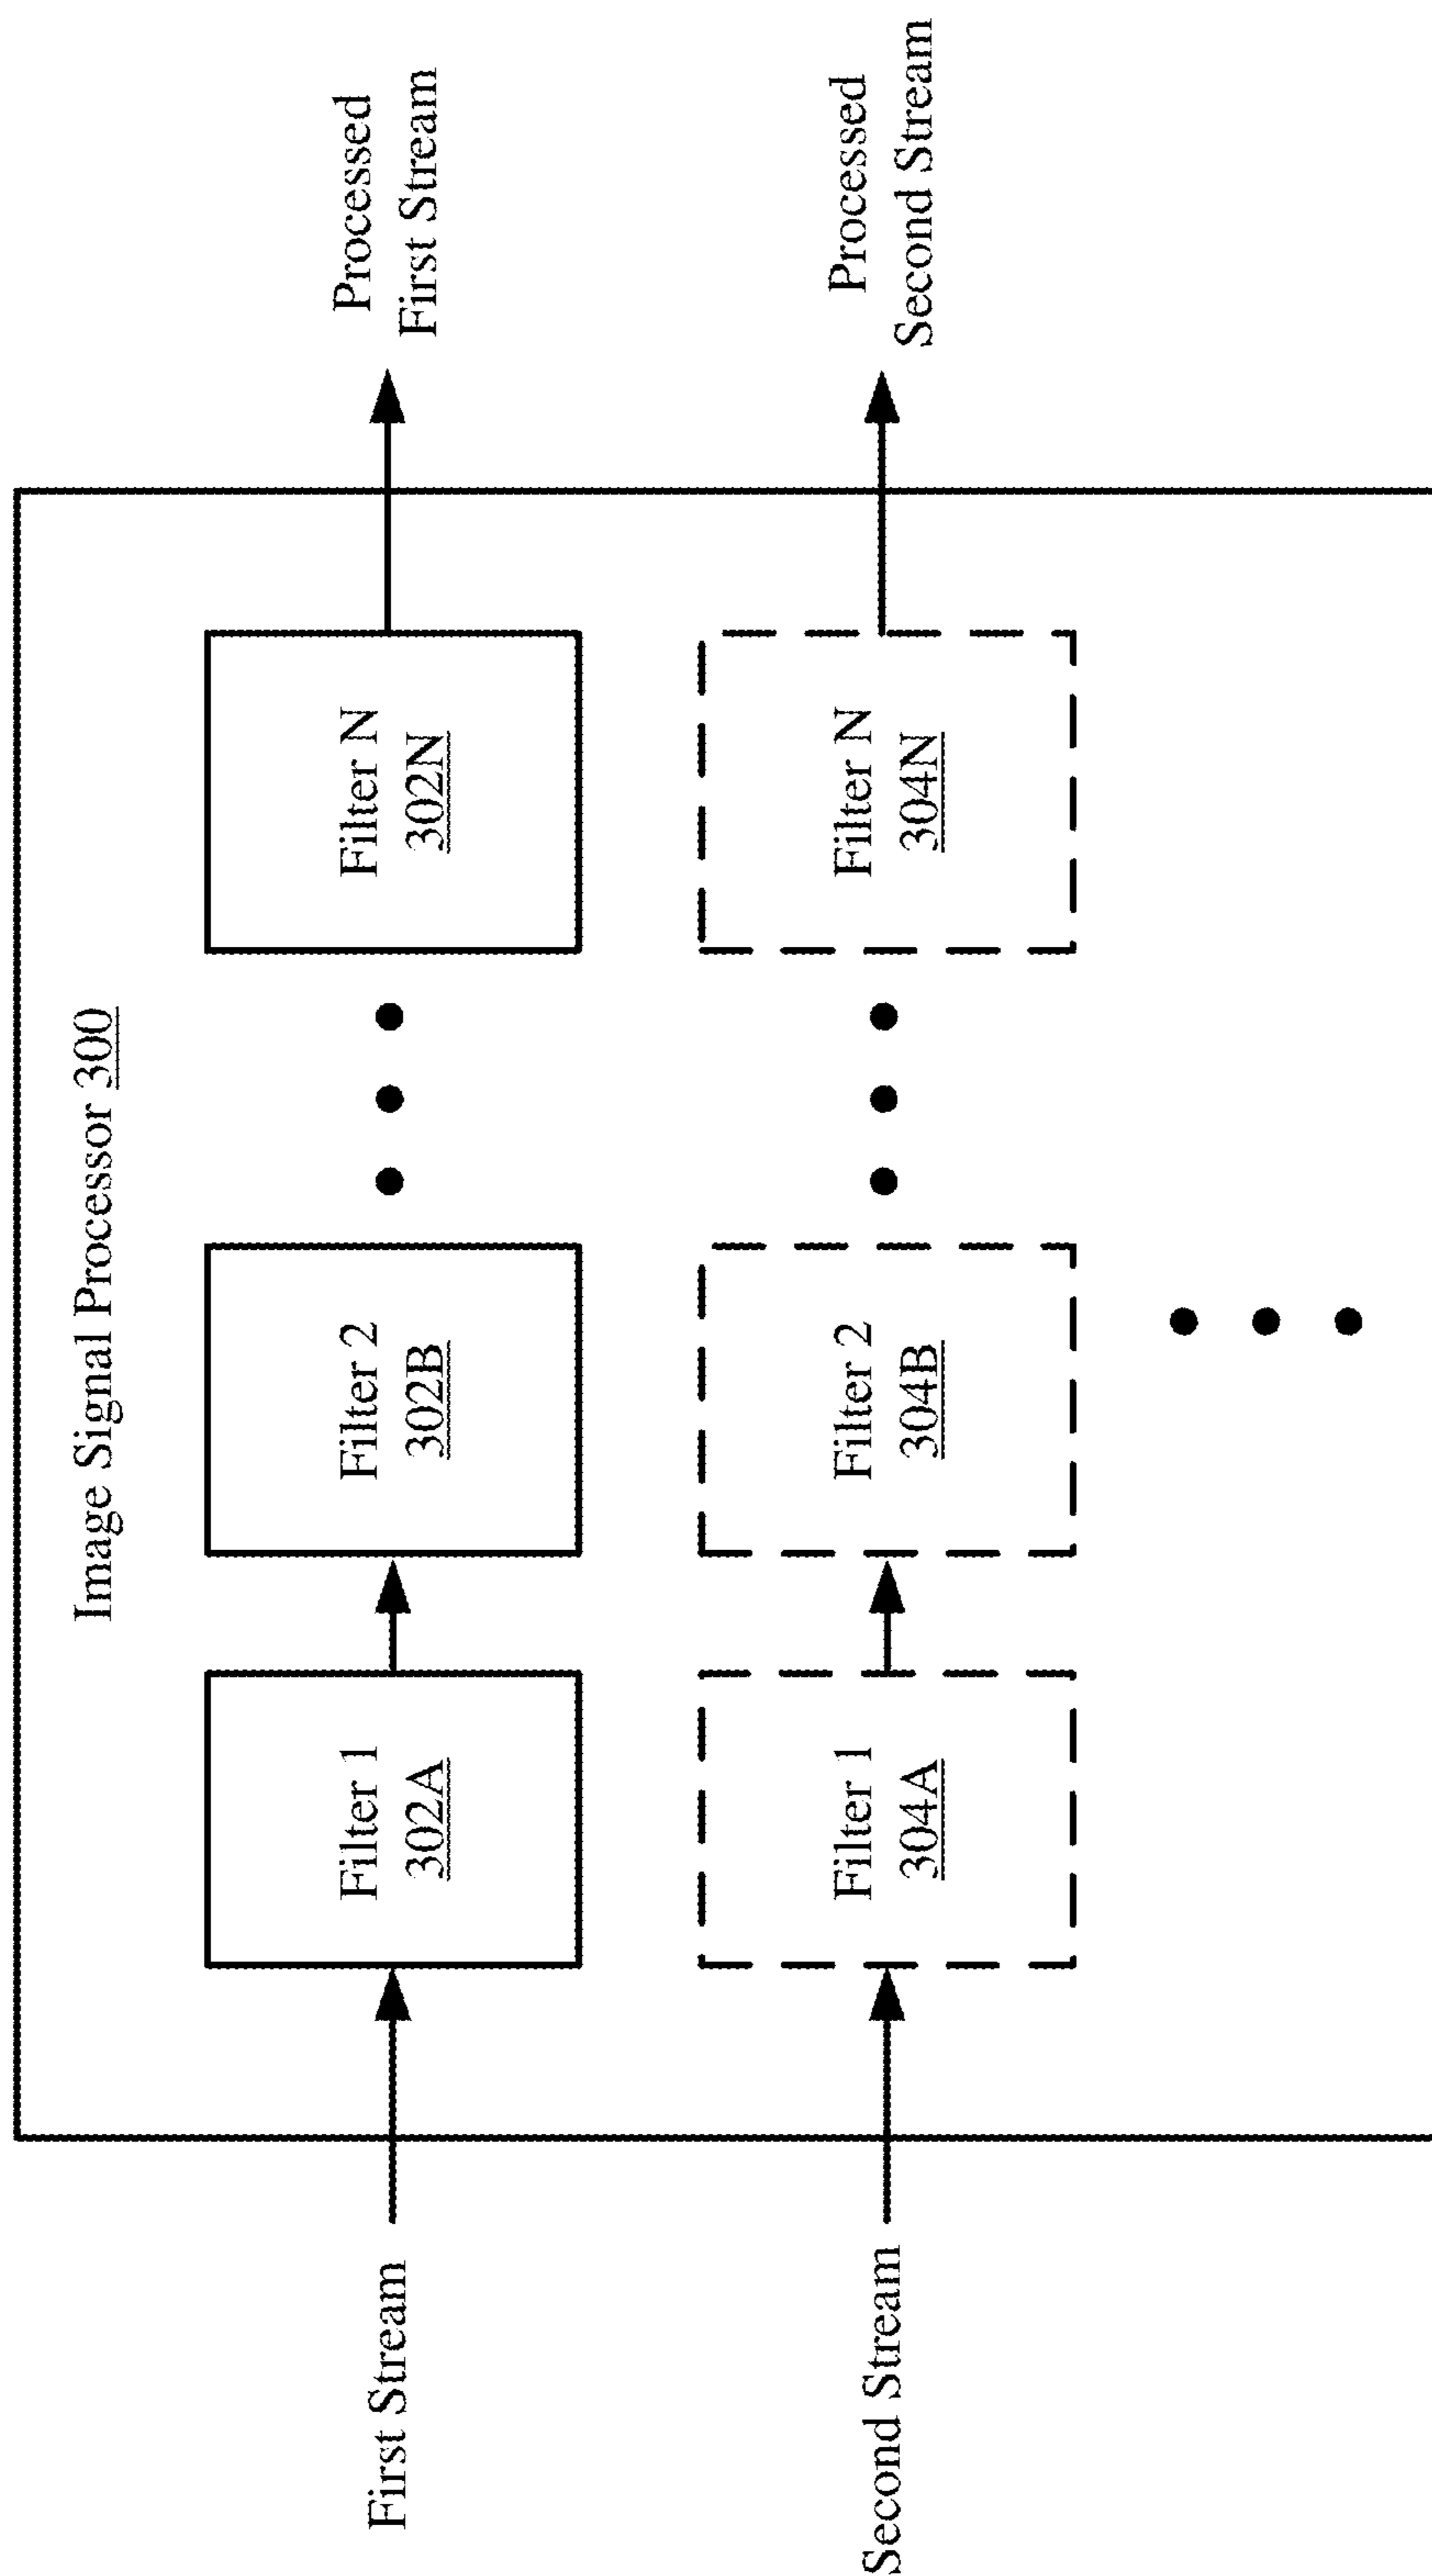 Image Signal Processor 300
First Stream
Filter 1
302A
Filter 2
302B
Filter N
302N
Processed
First Stream
Second Stream
Filter 1
304A
Filter 2
304B
Filter N
304N
Processed
Second Stream